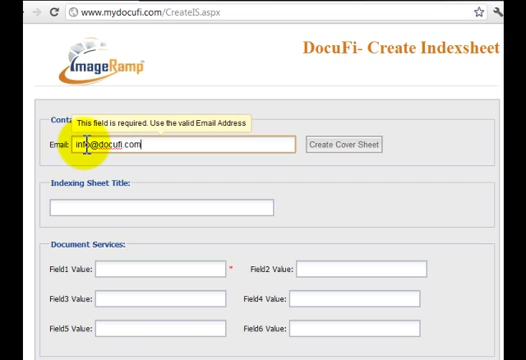 www.mydocufi.com/CreateIS.aspx
ImageRamp
DocuFi- Create Indexsheet
Conta
This field is required. Use the valid Email Address
Email: info@docufi.com
Create Cover Sheet
Indexing Sheet Title:
Document Services:
Field1 Value: * Field2 Value:
Field3 Value: Field4 Value:
Field5 Value: Field6 Value: